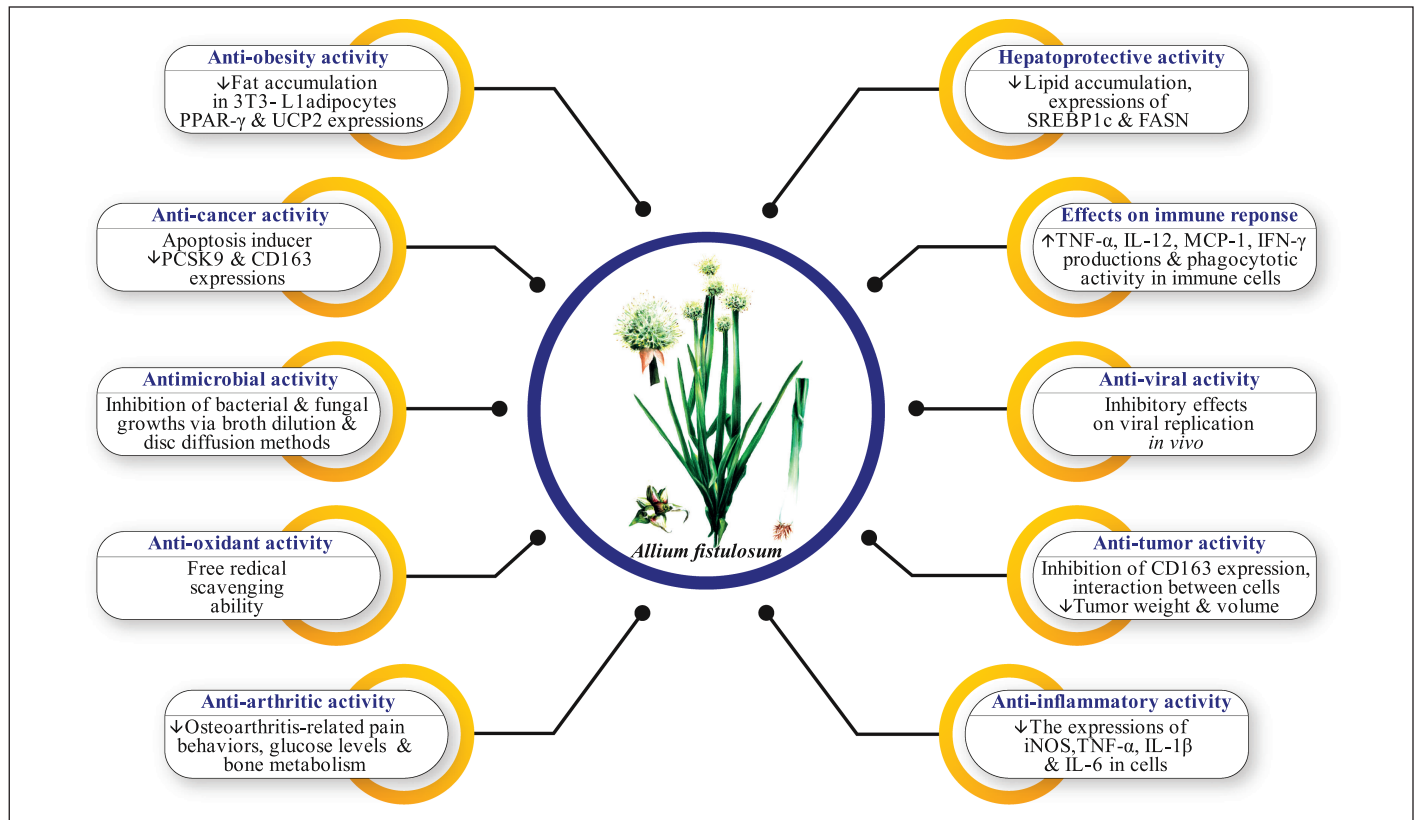 Anti-obesity activity
↓Fat accumulation
in 3T3- L1adipocytes
PPAR-γ & UCP2 expressions
Anti-cancer activity
Apoptosis inducer
↓PCSK9 & CD163
expressions
Antimicrobial activity
Inhibition of bacterial & fungal
growths via broth dilution &
disc diffusion methods
Anti-oxidant activity
Free redical
scavenging
ability
Anti-arthritic activity
↓Osteoarthritis-related pain
behaviors, glucose levels &
bone metabolism
Allium fistulosum
Hepatoprotective activity
↓Lipid accumulation,
expressions of
SREBP1c & FASN
Effects on immune reponse
↑TNF-α, IL-12, MCP-1, IFN-γ
productions & phagocytotic
activity in immune cells
Anti-viral activity
Inhibitory effects
on viral replication
in vivo
Anti-tumor activity
Inhibition of CD163 expression,
interaction between cells
↓Tumor weight & volume
Anti-inflammatory activity
↓The expressions of
iNOS,TNF-α, IL-1β
& IL-6 in cells